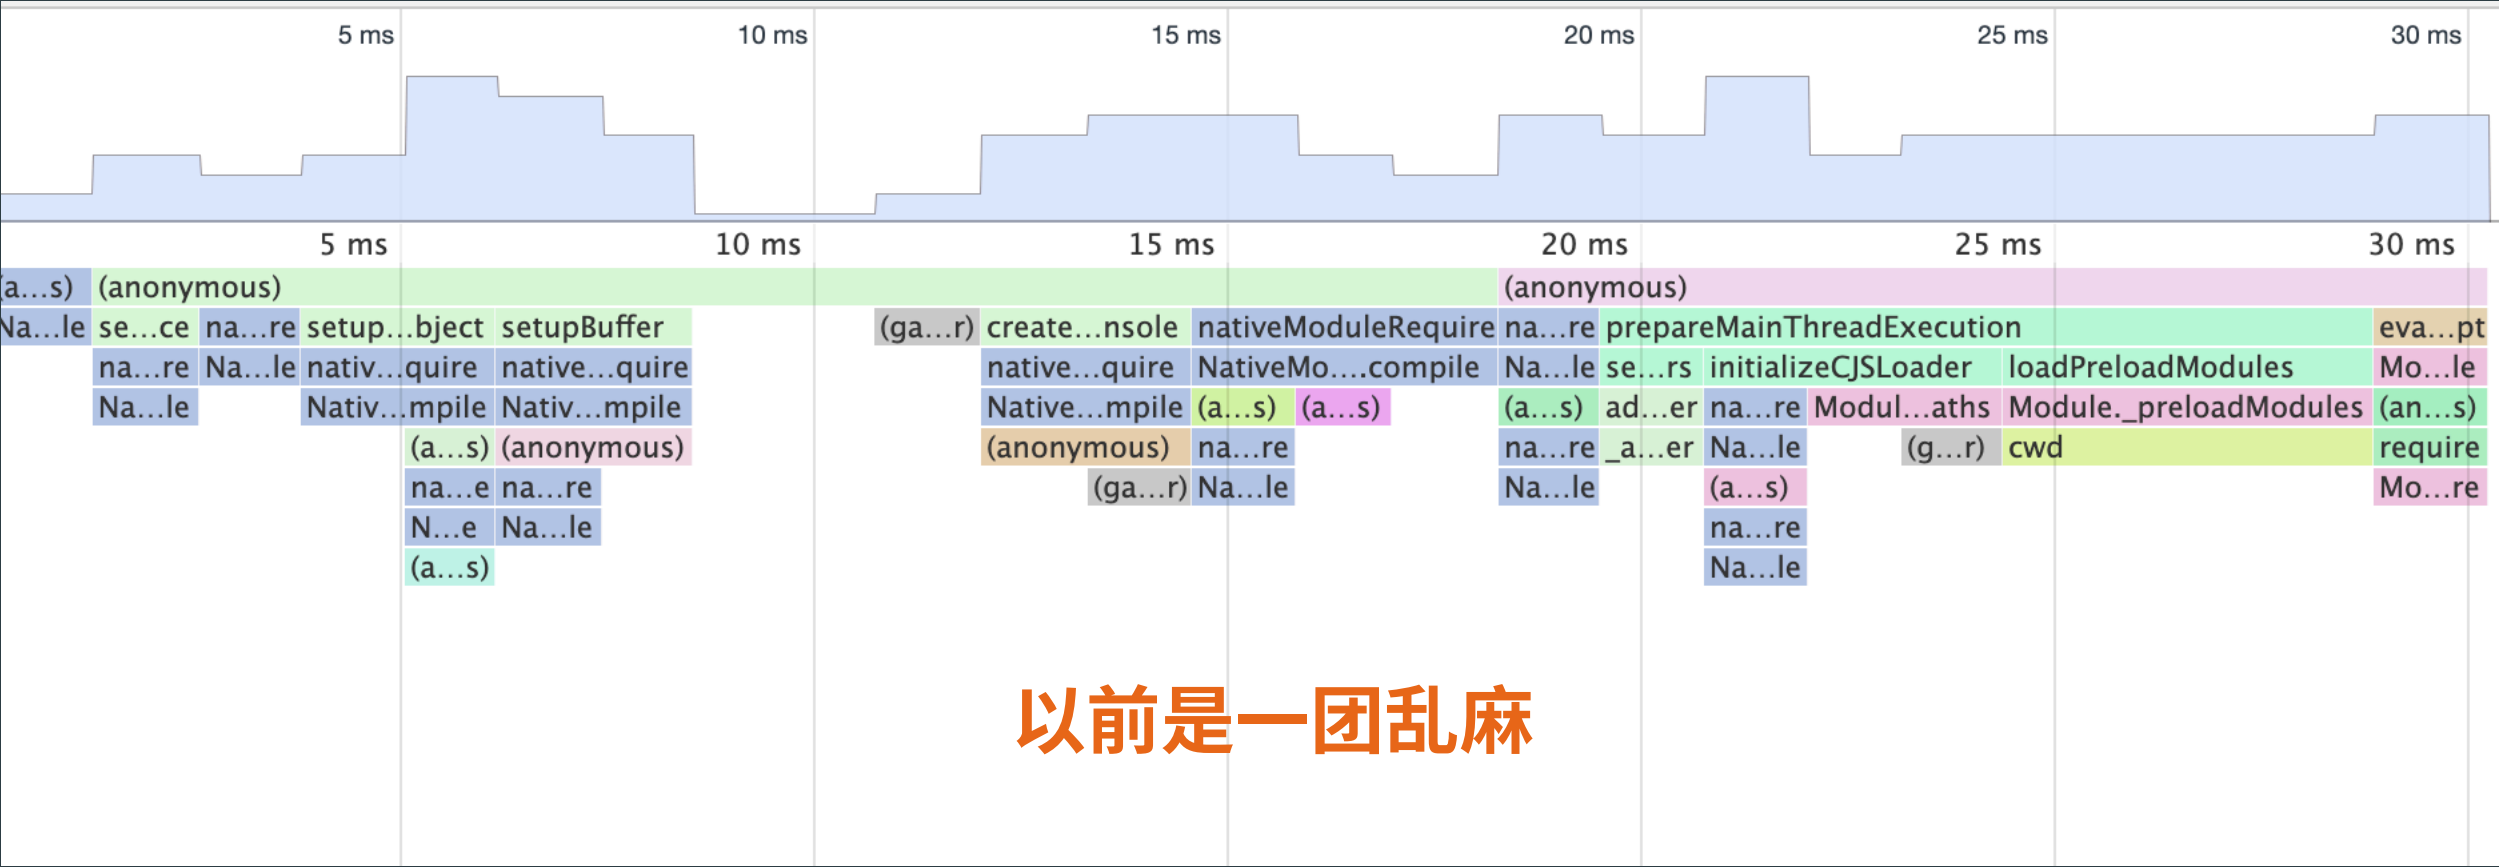 5 ms 10 ms 15 ms 20 ms 25 ms 30 ms
5 ms 10 ms 15 ms 20 ms 25 ms 30 ms
(a...s) (anonymous) (anonymous)
Na...le se...ce na...re setup...bject setupBuffer (ga...r) create...nsole nativeModuleRequire na...re prepareMainThreadExecution eva...pt
na...re Na...le nativ...quire native...quire native...quire NativeMo....compile Na...le se...rs initializeCJSLoader loadPreloadModules Mo...le
Na...le Nativ...mpile Nativ...mpile Native...mpile (a...s) (a...s) (a...s) ad...er na...re Modul...aths Module._preloadModules (an...s)
(a...s) (anonymous) (anonymous) na...re na...re _a...er Na...le (g...r) cwd require
na...e na...re (ga...r) Na...le Na...le (a...s) Mo...re
N...e Na...le na...re
(a...s) Na...le
以前是一团乱麻